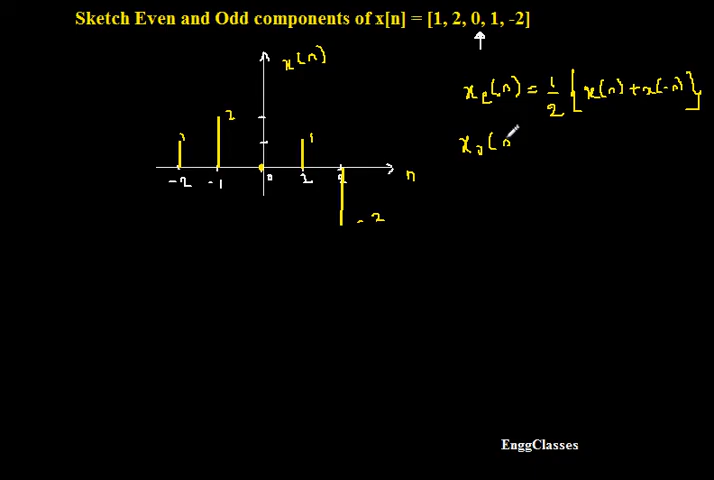 Sketch Even and Odd components of x[n] = [1, 2, 0, 1, -2]
x[n]
xE[n] = 1/2 [x[n] + x[-n]]
1 2 1
x0[n
-2 -1 0 2 n
-2
EnggClasses